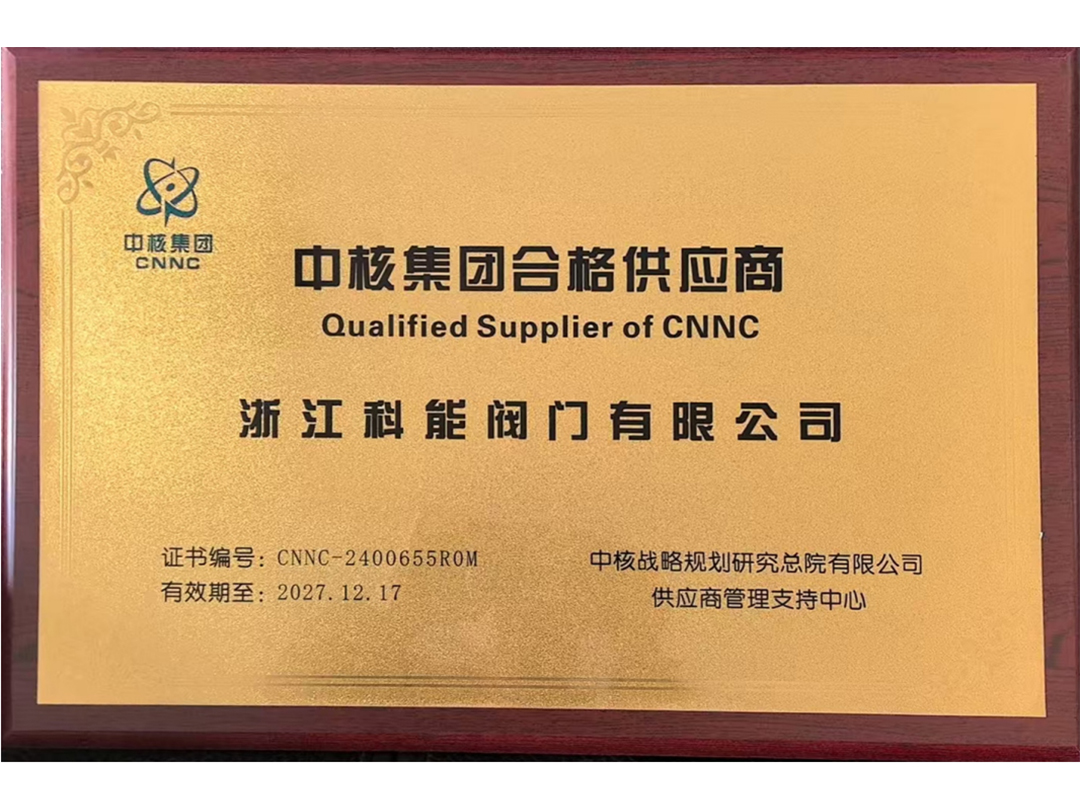 中核集团
CNNC
中核集团合格供应商
Qualified Supplier of CNNC
浙江科能阀门有限公司
证书编号：CNNC-2400655R0M
有效期至：2027.12.17
中核战略规划研究总院有限公司
供应商管理支持中心